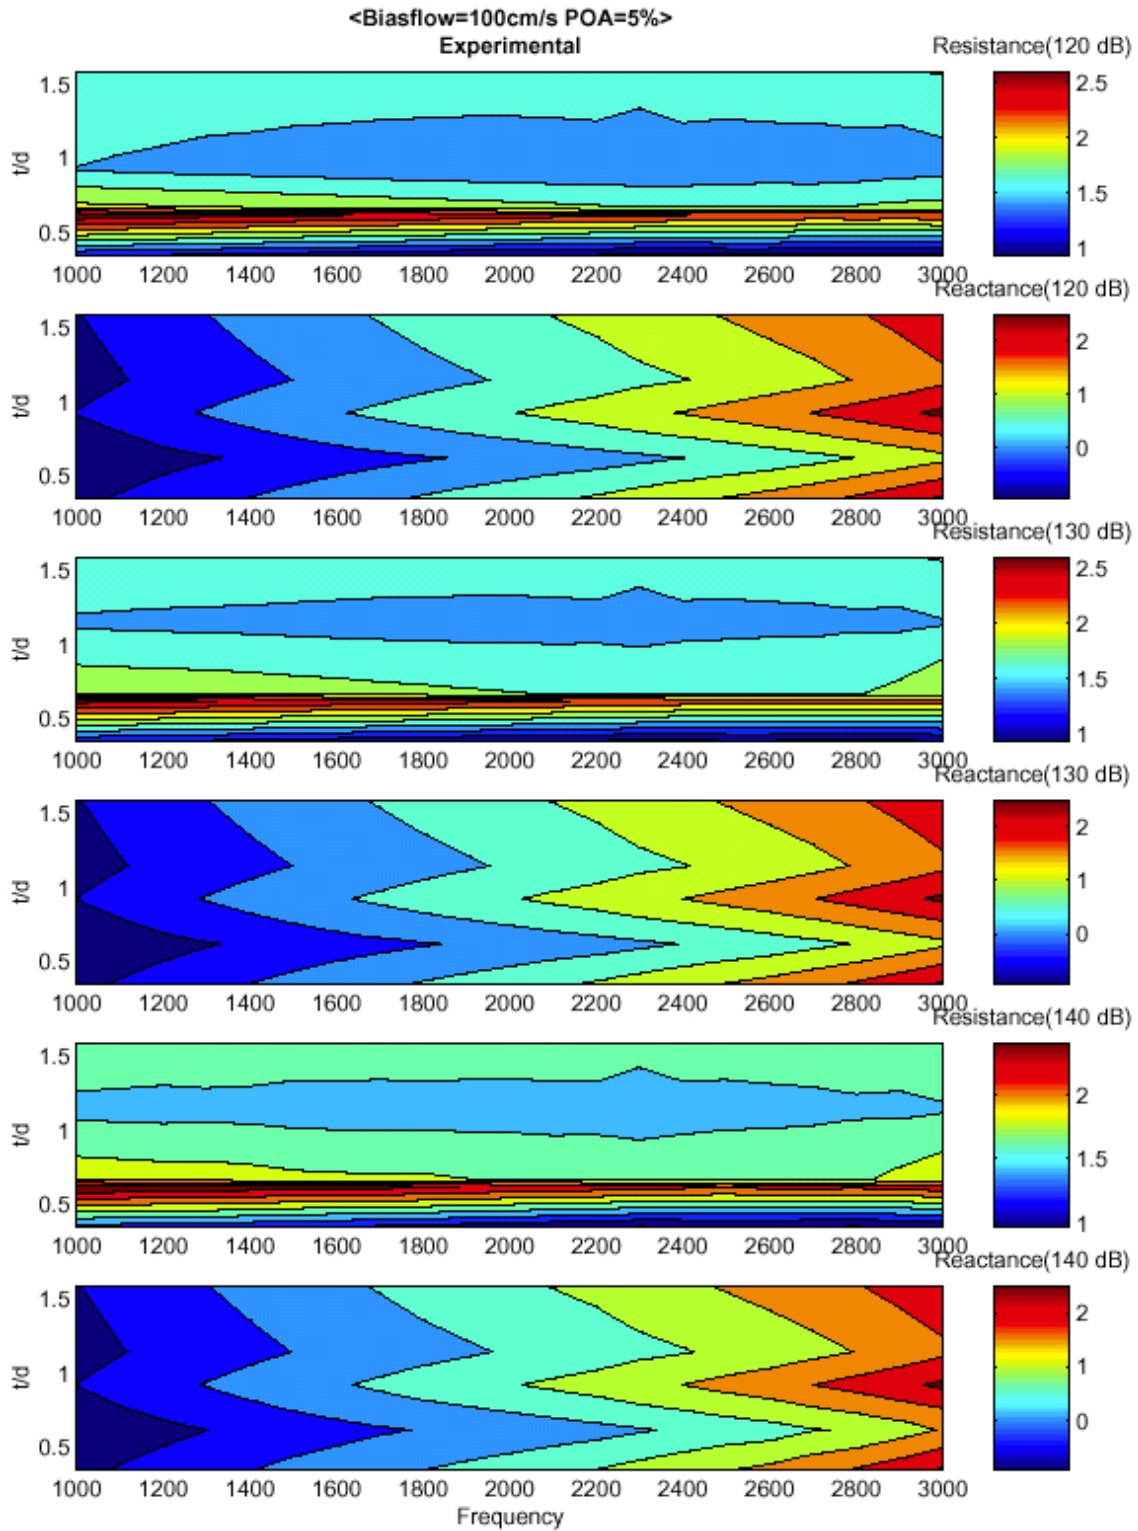 <Biasflow=100cm/s POA=5%>
Experimental
Resistance(120 dB)
1.5
1
0.5
t/d
1000 1200 1400 1600 1800 2000 2200 2400 2600 2800 3000
2.5
2
1.5
1
Reactance(120 dB)
1.5
1
0.5
t/d
1000 1200 1400 1600 1800 2000 2200 2400 2600 2800 3000
2
1
0
Resistance(130 dB)
1.5
1
0.5
t/d
1000 1200 1400 1600 1800 2000 2200 2400 2600 2800 3000
2.5
2
1.5
1
Reactance(130 dB)
1.5
1
0.5
t/d
1000 1200 1400 1600 1800 2000 2200 2400 2600 2800 3000
2
1
0
Resistance(140 dB)
1.5
1
0.5
t/d
1000 1200 1400 1600 1800 2000 2200 2400 2600 2800 3000
2
1.5
1
Reactance(140 dB)
1.5
1
0.5
t/d
1000 1200 1400 1600 1800 2000 2200 2400 2600 2800 3000
2
1
0
Frequency